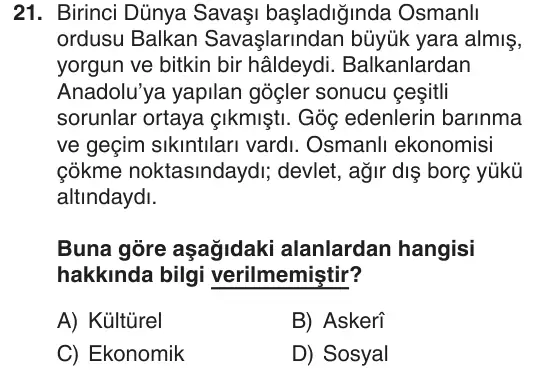 21. Birinci Dünya Savaşı başladığında Osmanlı
ordusu Balkan Savaşlarından büyük yara almış,
yorgun ve bitkin bir hâldeydi. Balkanlardan
Anadolu'ya yapılan göçler sonucu çeşitli
sorunlar ortaya çıkmıştı. Göç edenlerin barınma
ve geçim sıkıntıları vardı. Osmanlı ekonomisi
çökme noktasındaydı; devlet, ağır dış borç yükü
altındaydı.
Buna göre aşağıdaki alanlardan hangisi
hakkında bilgi verilmemiştir?
A) Kültürel B) Askerî
C) Ekonomik D) Sosyal